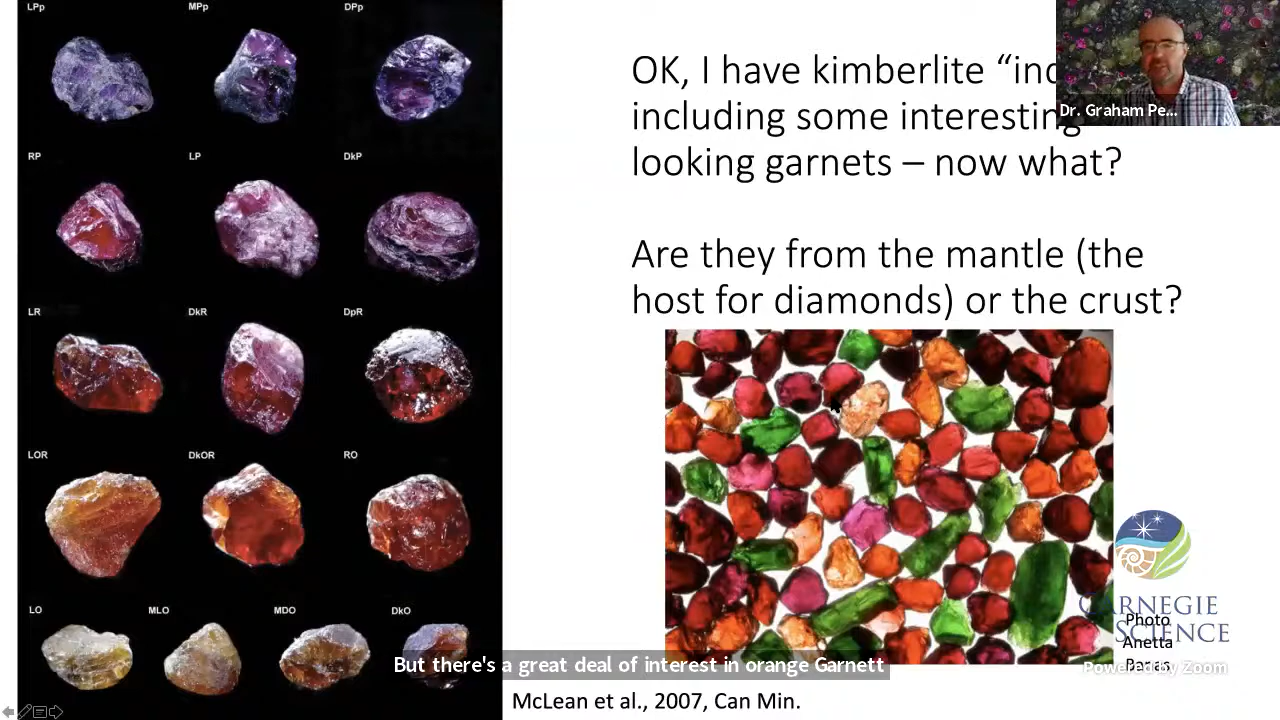 LPp MPp DPp
RP LP DkP
LR DkR DpR
LOR DkOR RO
LO MLO MDO DkO
OK, I have kimberlite “ind
including some interesting
looking garnets – now what?
Are they from the mantle (the
host for diamonds) or the crust?
Dr. Graham Pe...
CARNEGIE
SCIENCE
Photo
Anetta
Powered by Zoom
But there's a great deal of interest in orange Garnett
McLean et al., 2007, Can Min.